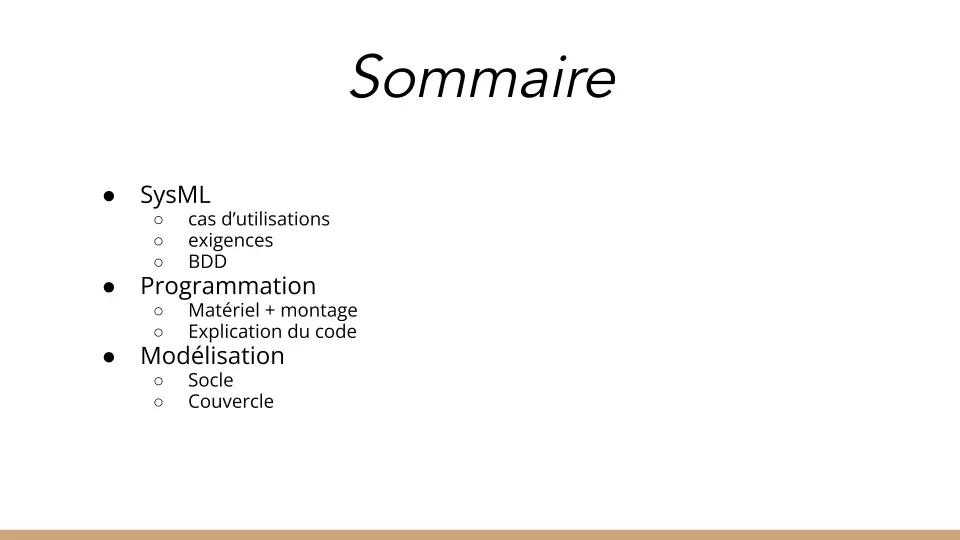 Sommaire
● SysML
○ cas d’utilisations
○ exigences
○ BDD
● Programmation
○ Matériel + montage
○ Explication du code
● Modélisation
○ Socle
○ Couvercle